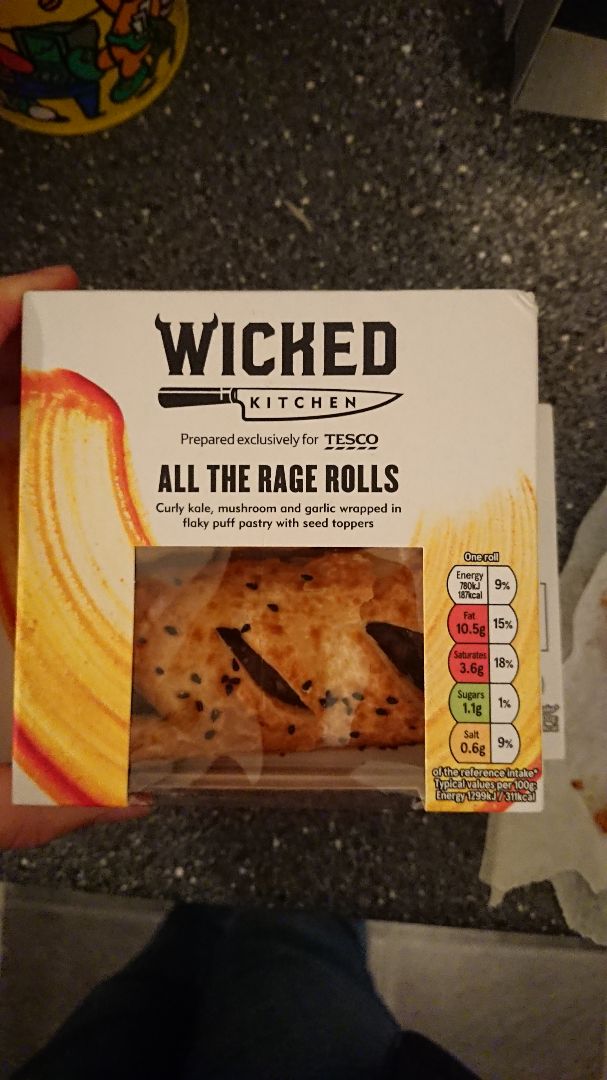 WICKED
KITCHEN
Prepared exclusively for TESCO
ALL THE RAGE ROLLS
Curly kale, mushroom and garlic wrapped in
flaky puff pastry with seed toppers
One roll
Energy
780kJ
187kcal
9%
Fat
10.5g
15%
Saturates
3.6g
18%
Sugars
1.1g
1%
Salt
0.6g
9%
of the reference intake*
Typical values per 100g:
Energy 1299kJ / 311kcal